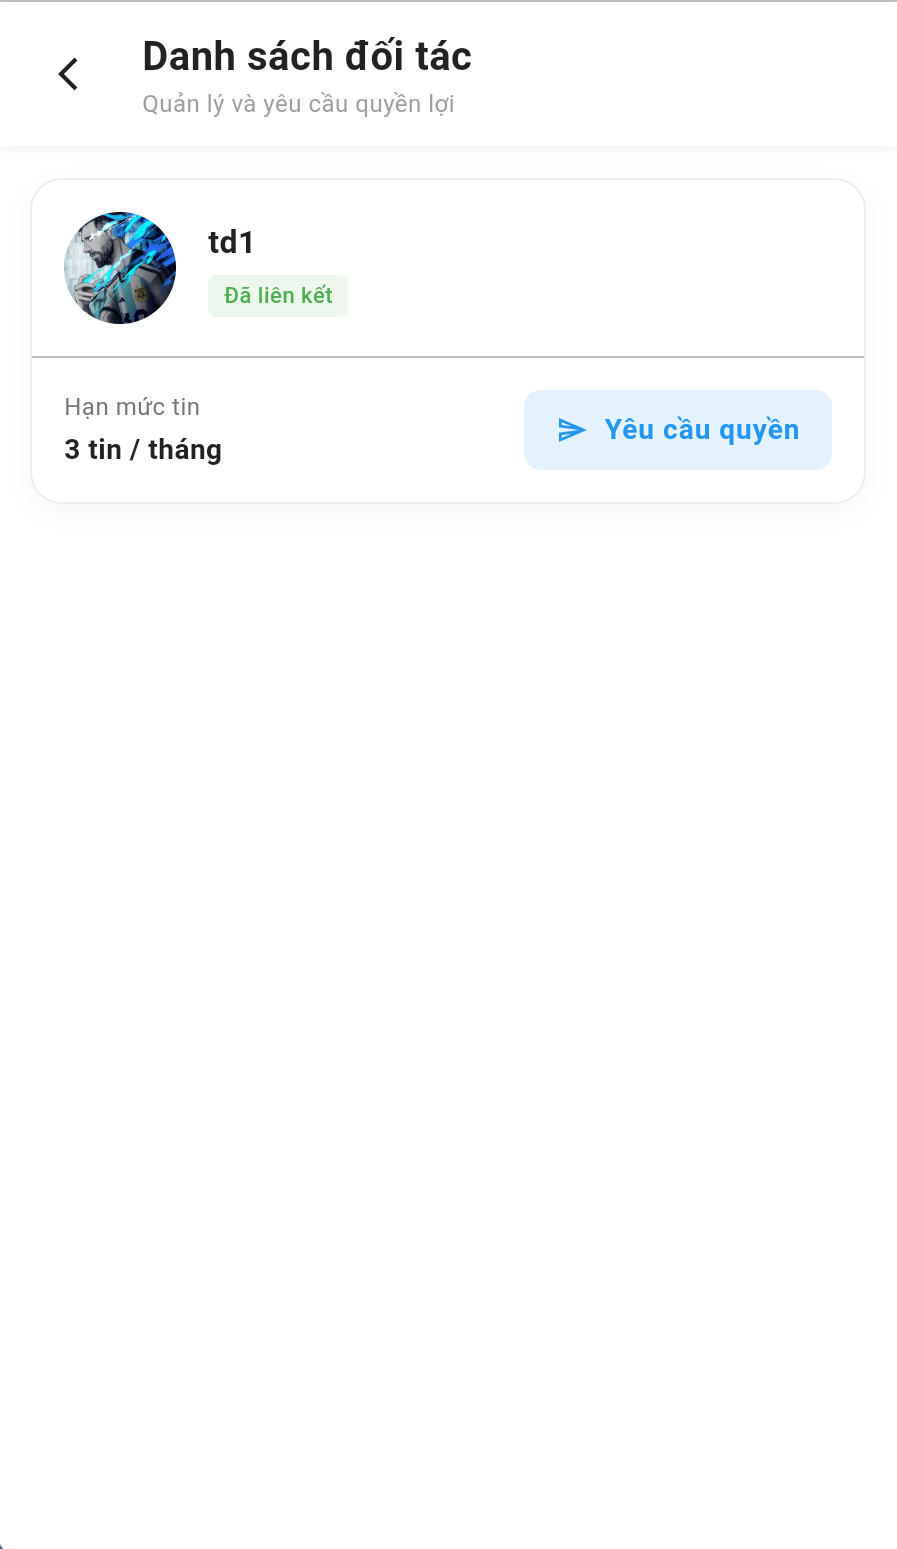 Danh sách đối tác
Quản lý và yêu cầu quyền lợi
td1
Đã liên kết
Hạn mức tin
3 tin / tháng
Yêu cầu quyền